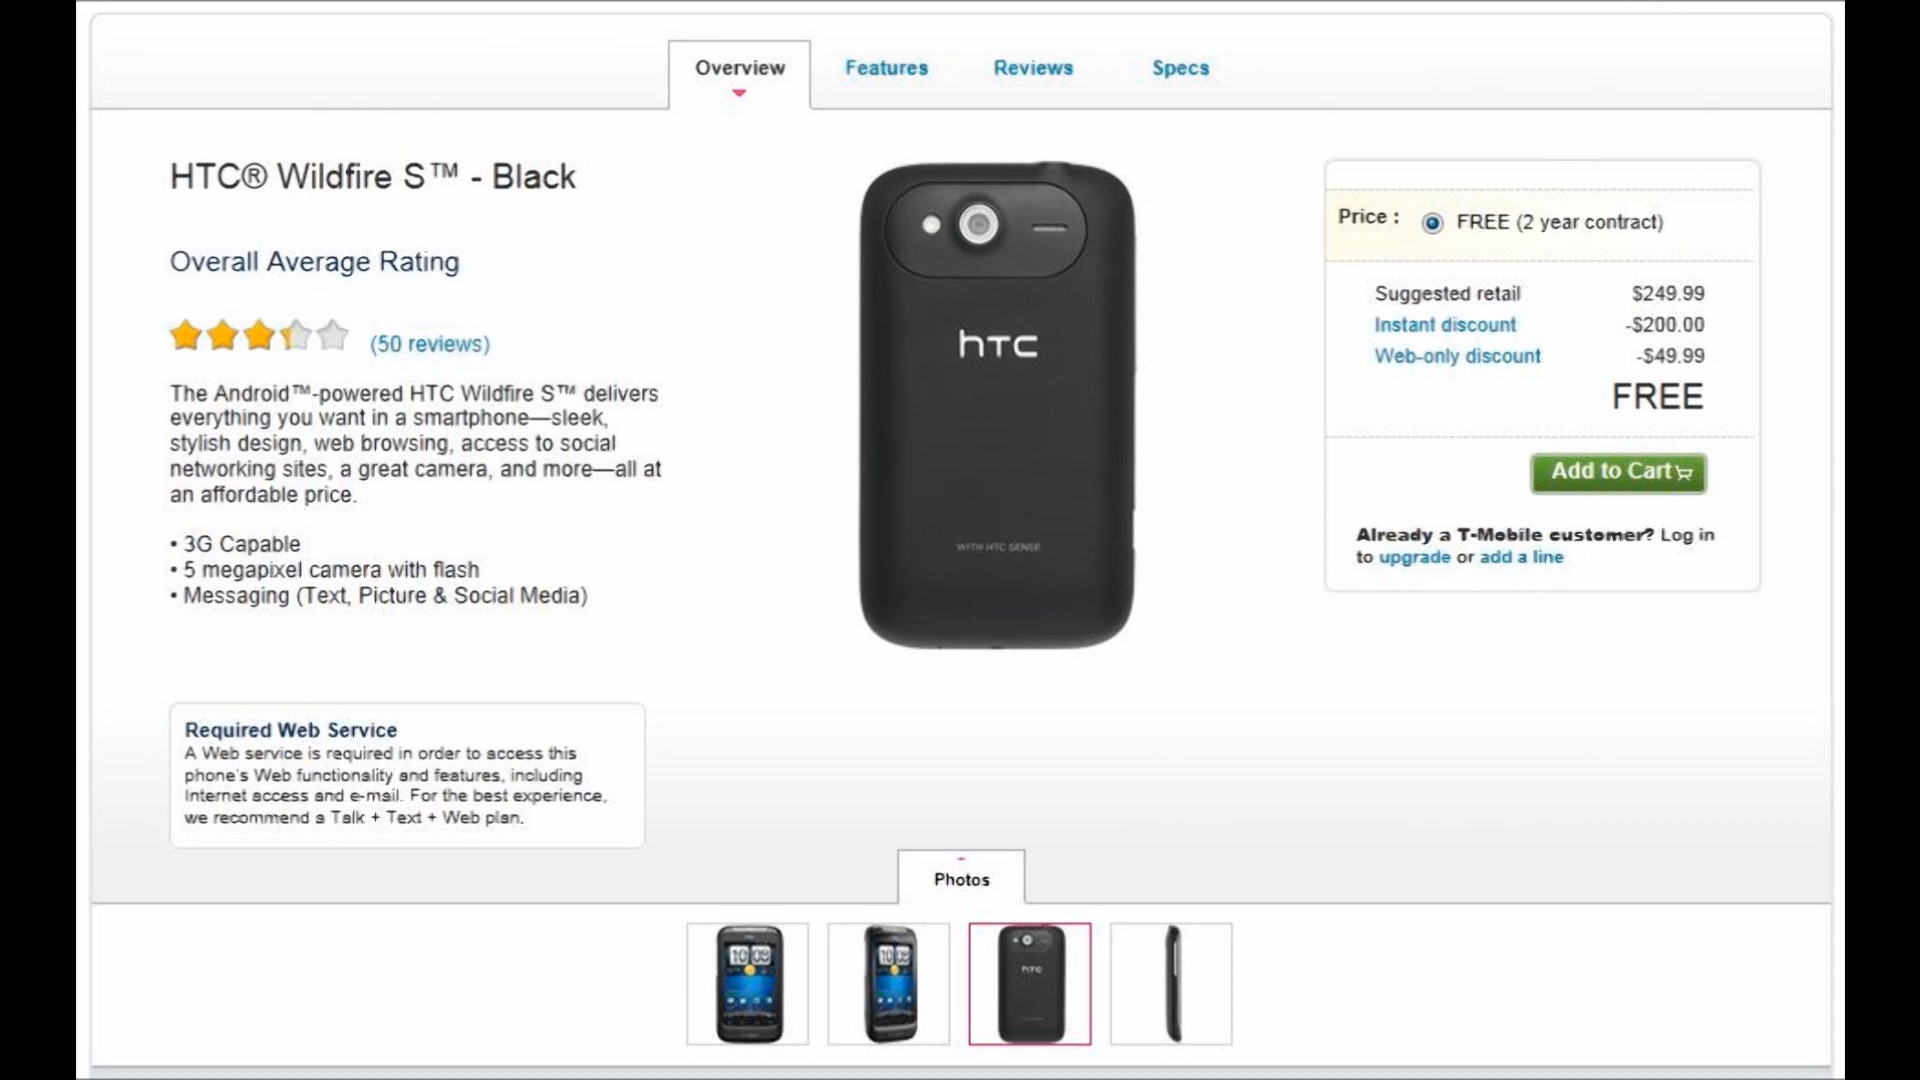 Overview
Features
Reviews
Specs
HTC® Wildfire S™ - Black
Overall Average Rating
(50 reviews)
The Android™-powered HTC Wildfire S™ delivers
everything you want in a smartphone—sleek,
stylish design, web browsing, access to social
networking sites, a great camera, and more—all at
an affordable price.
• 3G Capable
• 5 megapixel camera with flash
• Messaging (Text, Picture & Social Media)
Required Web Service
A Web service is required in order to access this
phone's Web functionality and features, including
Internet access and e-mail. For the best experience,
we recommend a Talk + Text + Web plan.
hTC
WITH HTC SENSE
Price : FREE (2 year contract)
Suggested retail $249.99
Instant discount -$200.00
Web-only discount -$49.99
FREE
Add to Cart
Already a T-Mobile customer? Log in
to upgrade or add a line
Photos
10 09
10
hTC